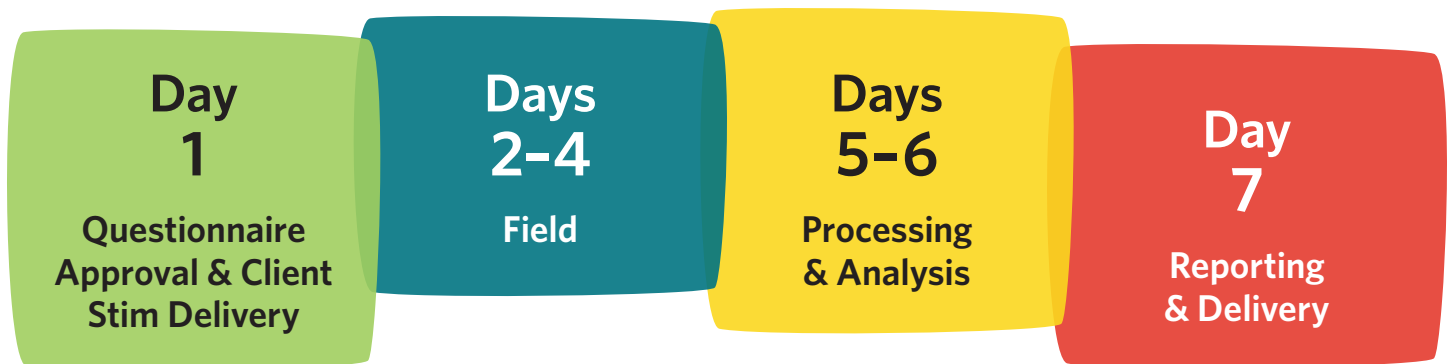 Day
1
Questionnaire
Approval & Client
Stim Delivery
Days
2–4
Field
Days
5–6
Processing
& Analysis
Day
7
Reporting
& Delivery